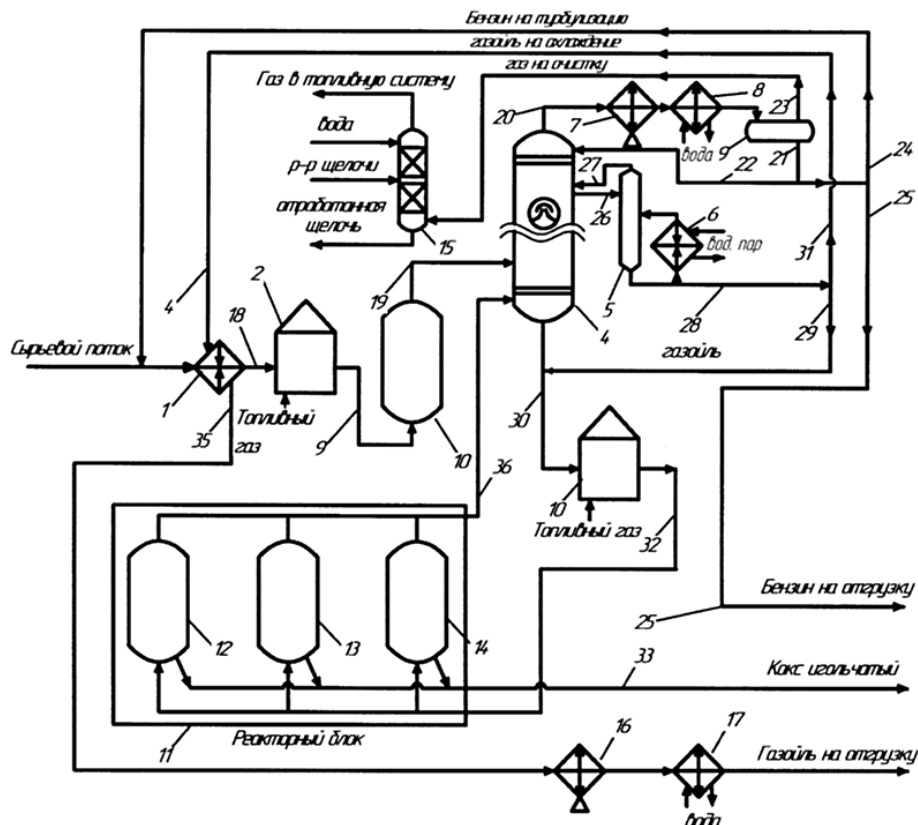 Бензин на турбулизацию
газойль на охлаждение
газ на очистку
Газ в топливную систему
8
20
23
7
вода
9
вода
21
24
27
22
р-р щелочи
26
25
6
отработанная
щелочь
15
вод. пар
31
19
5
4
2
28
29
4
18
газойль
Сырьевой поток
1
Топливный
30
35
газ
9
10
36
10
Топливный газ
32
Бензин на отгрузку
25
12
13
14
33
Кокс игольчатый
Реакторный блок
11
16
17
Газойль на отгрузку
вода